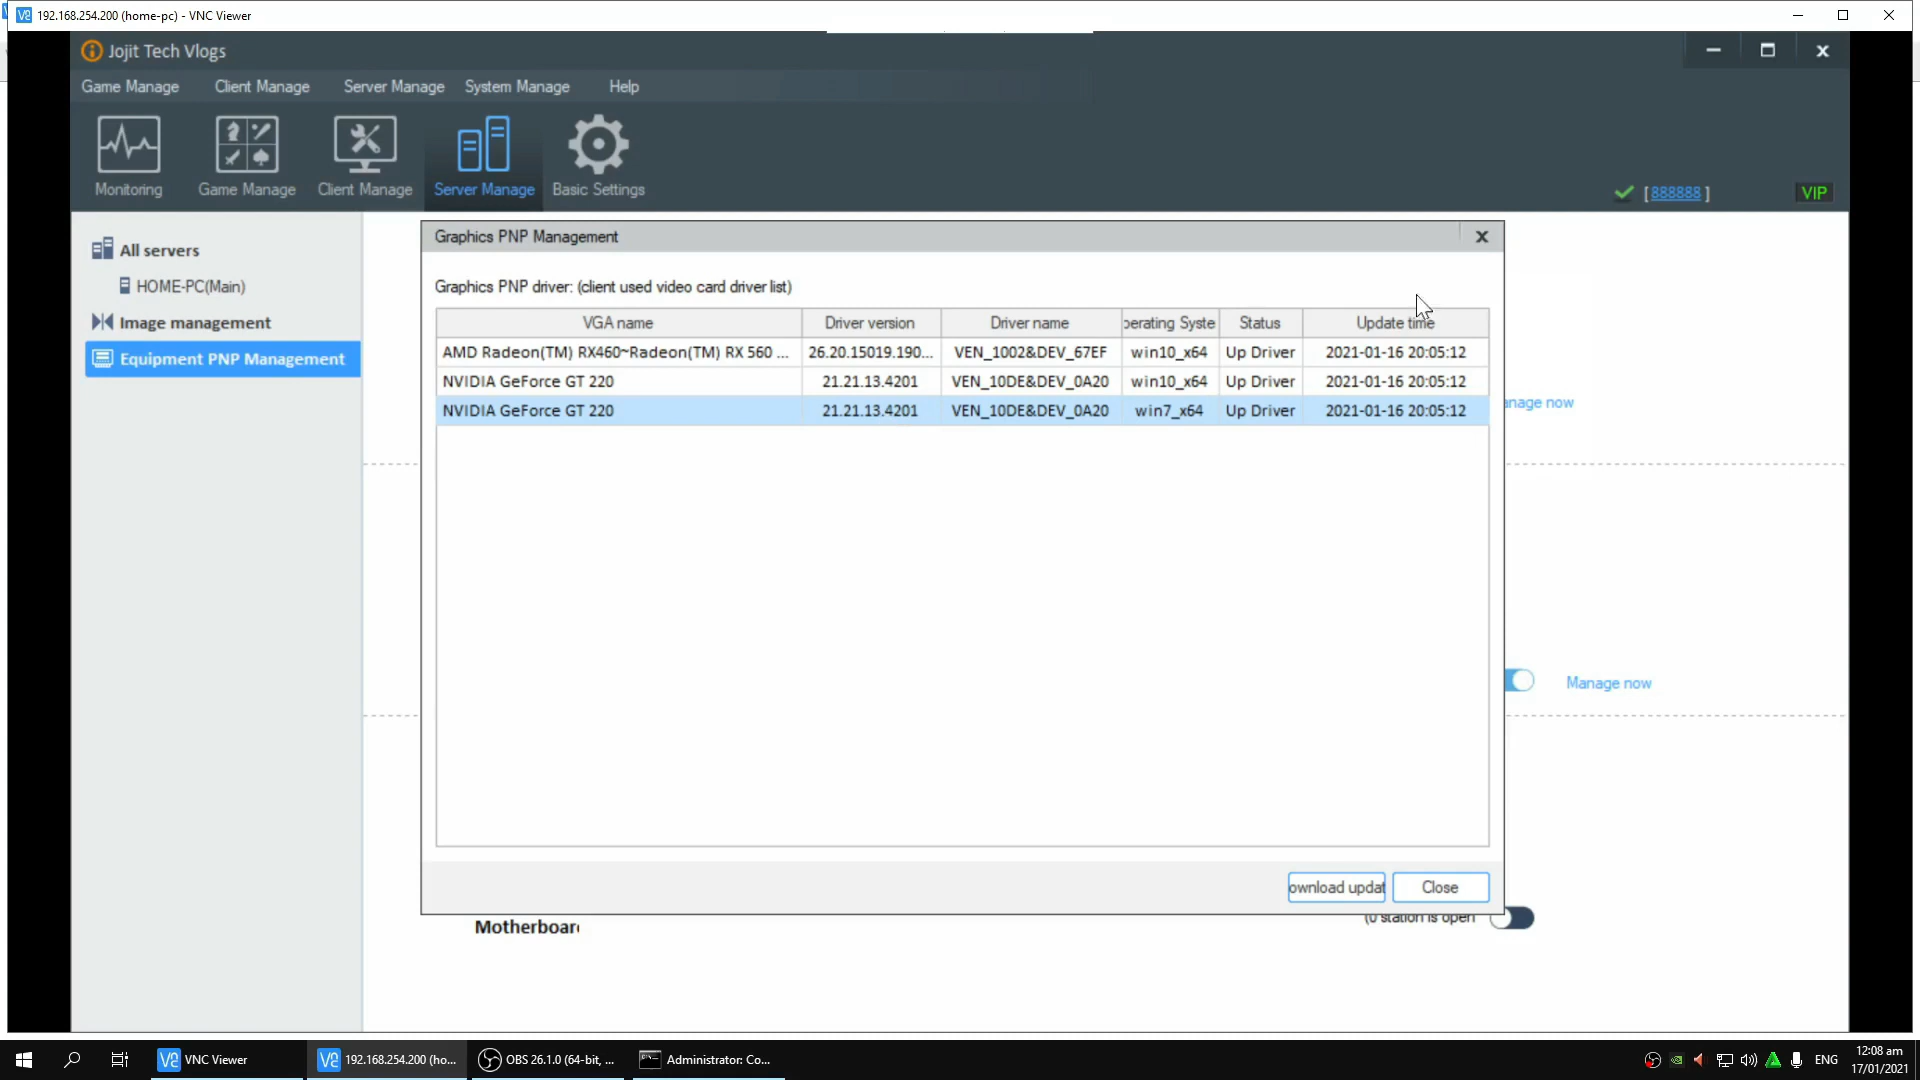 192.168.254.200 (home-pc) - VNC Viewer
Jojit Tech Vlogs
Game Manage Client Manage Server Manage System Manage Help
Monitoring Game Manage Client Manage Server Manage Basic Settings
[888888] VIP
All servers
HOME-PC(Main)
Image management
Equipment PNP Management
Graphics PNP Management
Graphics PNP driver: (client used video card driver list)
VGA name Driver version Driver name perating Syste Status Update time
AMD Radeon(TM) RX460~Radeon(TM) RX 560 ... 26.20.15019.190... VEN_1002&DEV_67EF win10_x64 Up Driver 2021-01-16 20:05:12
NVIDIA GeForce GT 220 21.21.13.4201 VEN_10DE&DEV_0A20 win10_x64 Up Driver 2021-01-16 20:05:12
NVIDIA GeForce GT 220 21.21.13.4201 VEN_10DE&DEV_0A20 win7_x64 Up Driver 2021-01-16 20:05:12
anage now
Manage now
ownload updat Close
Motherboar
(0 station is open
VNC Viewer 192.168.254.200 (ho... OBS 26.1.0 (64-bit, ... Administrator: Co... ENG 12:08 am
17/01/2021